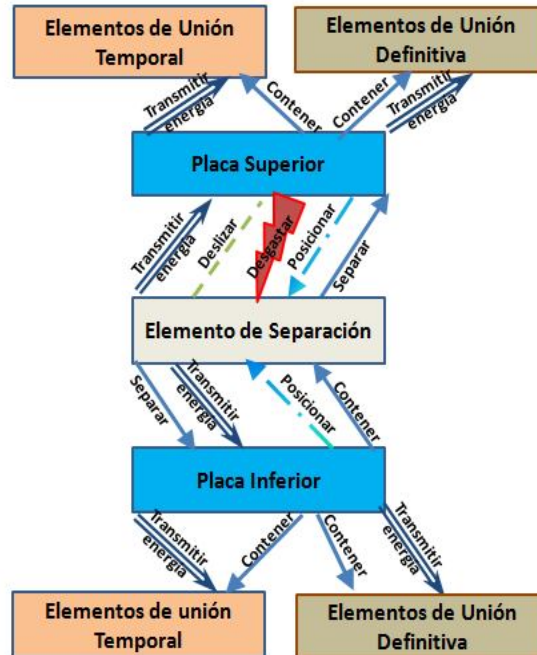 Elementos de Unión
Temporal
Elementos de Unión
Definitiva
Transmitir
energía
Contener
Contener
Transmitir
energía
Placa Superior
Transmitir
energía
Deslizar
Desgastar
Posicionar
Separar
Elemento de Separación
Separar
Transmitir
energía
Posicionar
Contener
Placa Inferior
Transmitir
energía
Contener
Contener
Transmitir
energía
Elementos de unión
Temporal
Elementos de Unión
Definitiva